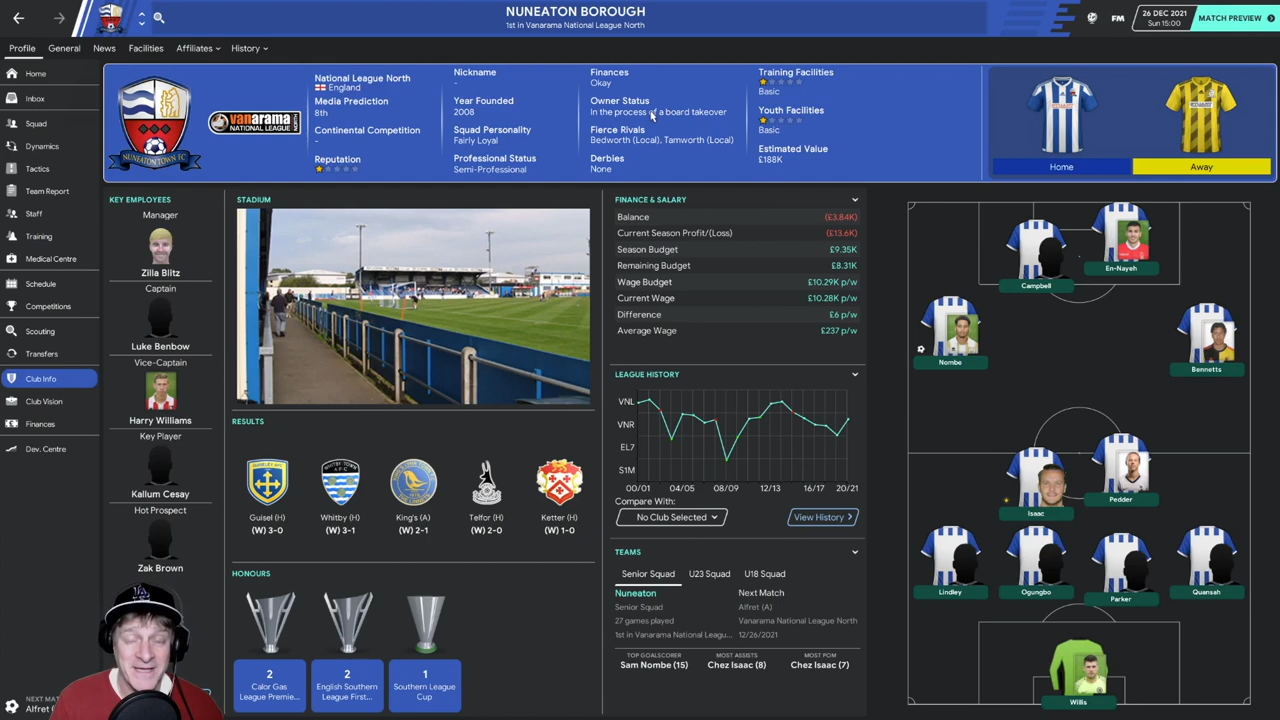 NUNEATON BOROUGH
1st in Vanarama National League North
FM
26 DEC 2021
SUN 15:00
MATCH PREVIEW
Profile
General
News
Facilities
Affiliates
History
Home
Inbox
Squad
Dynamics
Tactics
Team Report
Staff
Training
Medical Centre
Schedule
Competitions
Scouting
Transfers
Club Info
Club Vision
Finances
Dev. Centre
NUNEATON TOWN FC
vanarama
NATIONAL LEAGUE NORTH
National League North
England
Media Prediction
8th
Continental Competition
-
Reputation
Nickname
-
Year Founded
2008
Squad Personality
Fairly Loyal
Professional Status
Semi-Professional
Finances
Okay
Owner Status
In the process of a board takeover
Fierce Rivals
Bedworth (Local), Tamworth (Local)
Derbies
None
Training Facilities
Basic
Youth Facilities
Basic
Estimated Value
£188K
Home
Away
KEY EMPLOYEES
Manager
Zilla Blitz
Captain
Luke Benbow
Vice-Captain
Harry Williams
Key Player
Kallum Cesay
Hot Prospect
Zak Brown
STADIUM
RESULTS
Guisel (H)
(W) 3-0
Whitby (H)
(W) 3-1
King's (A)
(W) 2-1
Telfor (H)
(W) 2-0
Ketter (H)
(W) 1-0
HONOURS
2
Calor Gas
League Premie...
2
English Southern
League First...
1
Southern League
Cup
FINANCE & SALARY
Balance (£3.84K)
Current Season Profit/(Loss) (£13.6K)
Season Budget £9.35K
Remaining Budget £8.31K
Wage Budget £10.29K p/w
Current Wage £10.28K p/w
Difference £6 p/w
Average Wage £237 p/w
LEAGUE HISTORY
VNL
VNR
EL7
S1M
00/01 04/05 08/09 12/13 16/17 20/21
Compare With:
No Club Selected
View History
TEAMS
Senior Squad U23 Squad U18 Squad
Nuneaton
Senior Squad
27 games played
1st in Vanarama National Leagu...
Next Match
Alfret (A)
Vanarama National League North
12/26/2021
TOP GOALSCORER
Sam Nombe (15)
MOST ASSISTS
Chez Isaac (8)
MOST POM
Chez Isaac (7)
Campbell
En-Nayeh
Nombe
Bennetts
Isaac
Pedder
Lindley
Ogungbo
Parker
Quansah
Willis
NEXT MAT
Alfret (A)